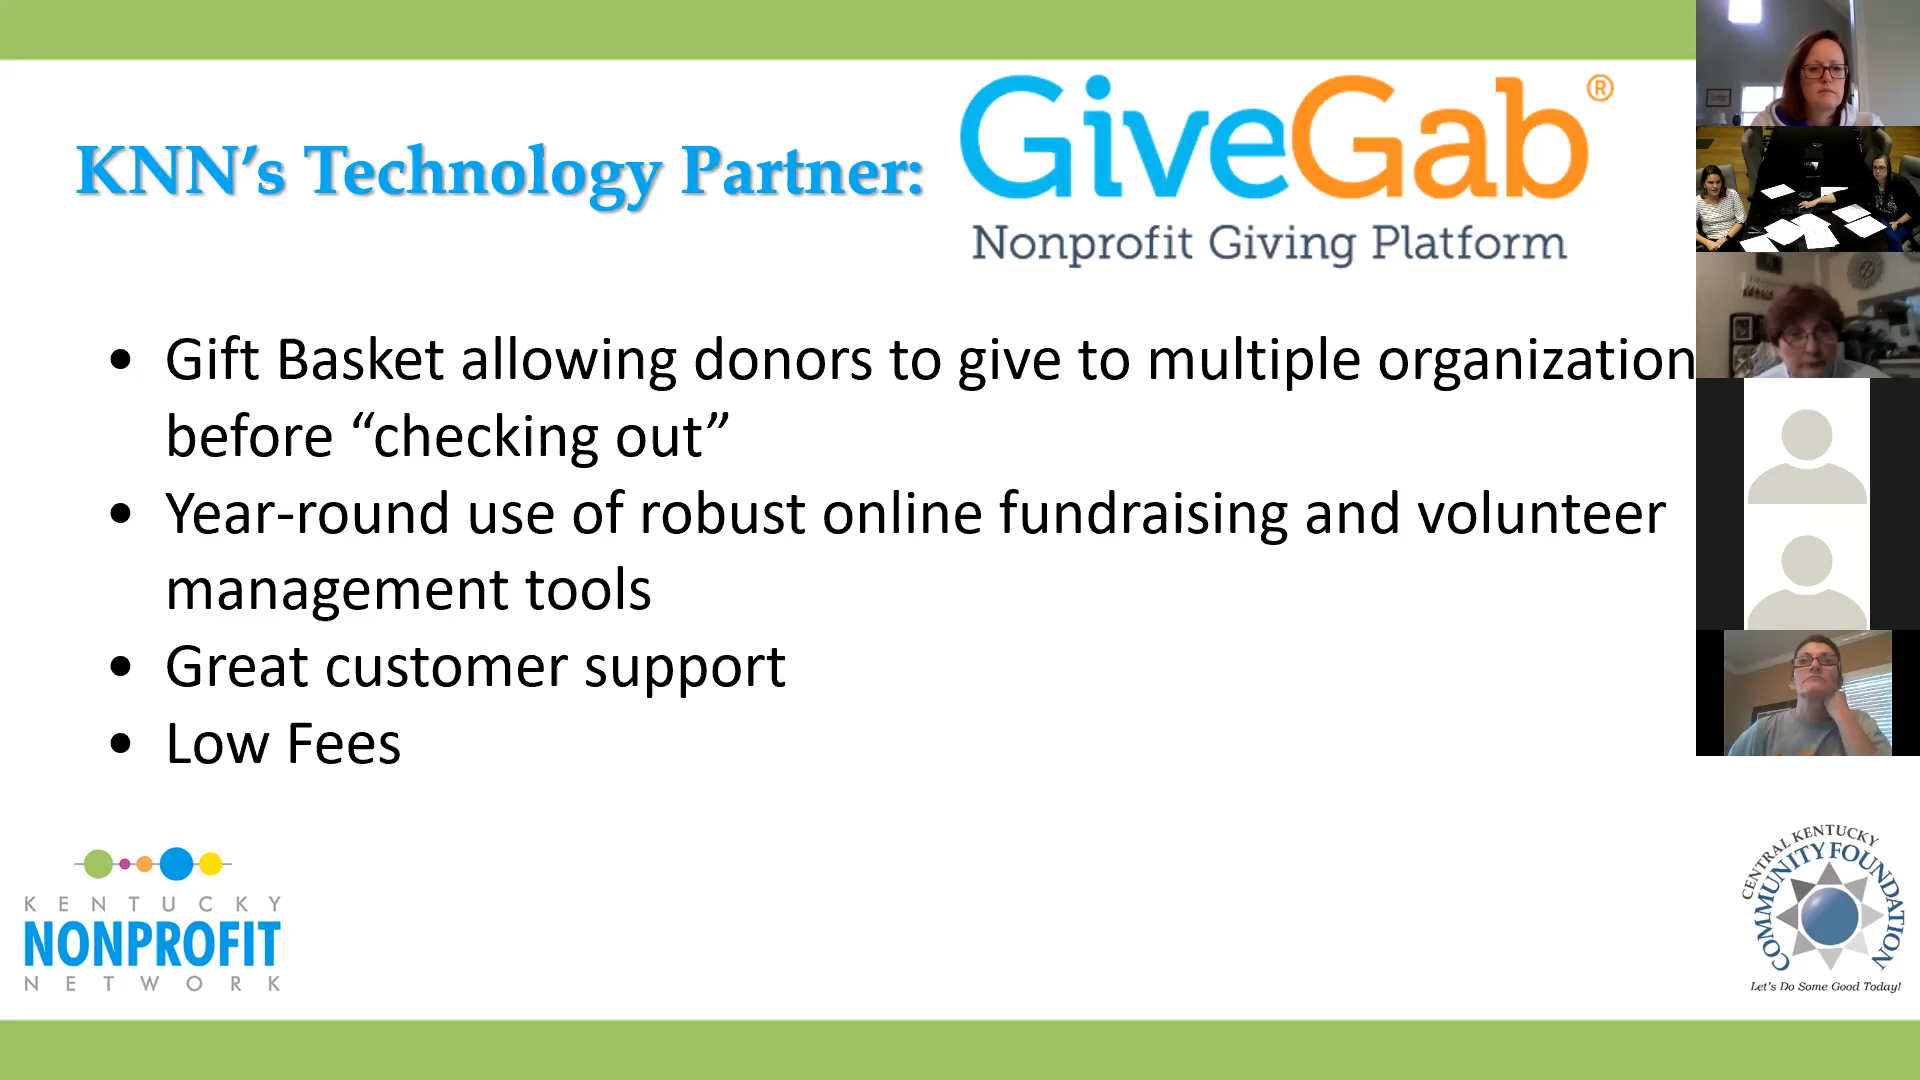 KNN’s Technology Partner:
GiveGab®
Nonprofit Giving Platform
• Gift Basket allowing donors to give to multiple organization
before “checking out”
• Year-round use of robust online fundraising and volunteer
management tools
• Great customer support
• Low Fees
KENTUCKY
NONPROFIT
NETWORK
CENTRAL KENTUCKY
COMMUNITY FOUNDATION
Let's Do Some Good Today!